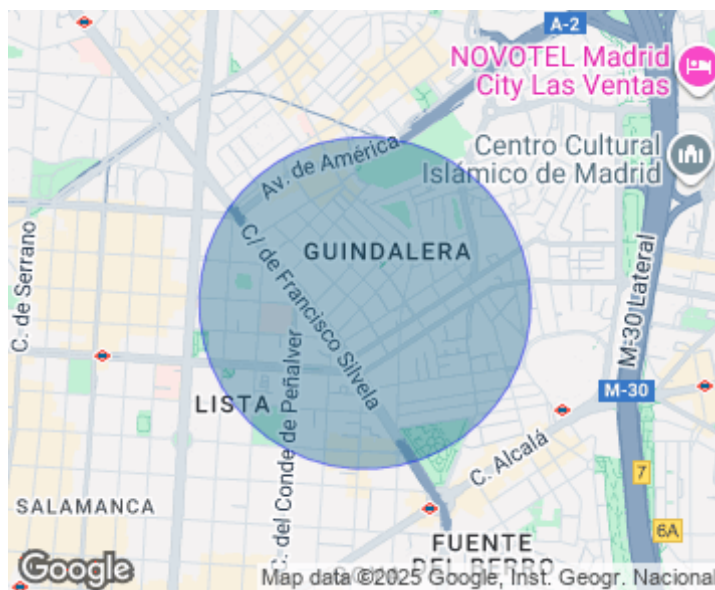 A-2
NOVOTEL Madrid
City Las Ventas
Centro Cultural
Islámico de Madrid
Av. de América
C/ de Francisco Silvela
GUINDALERA
C. de Serrano
M-30 Lateral
C. del Conde de Peñalver
LISTA
M-30
C. Alcalá
SALAMANCA
7
6A
FUENTE
DEL BERRO
Google
Map data ©2025 Google, Inst. Geogr. Nacional